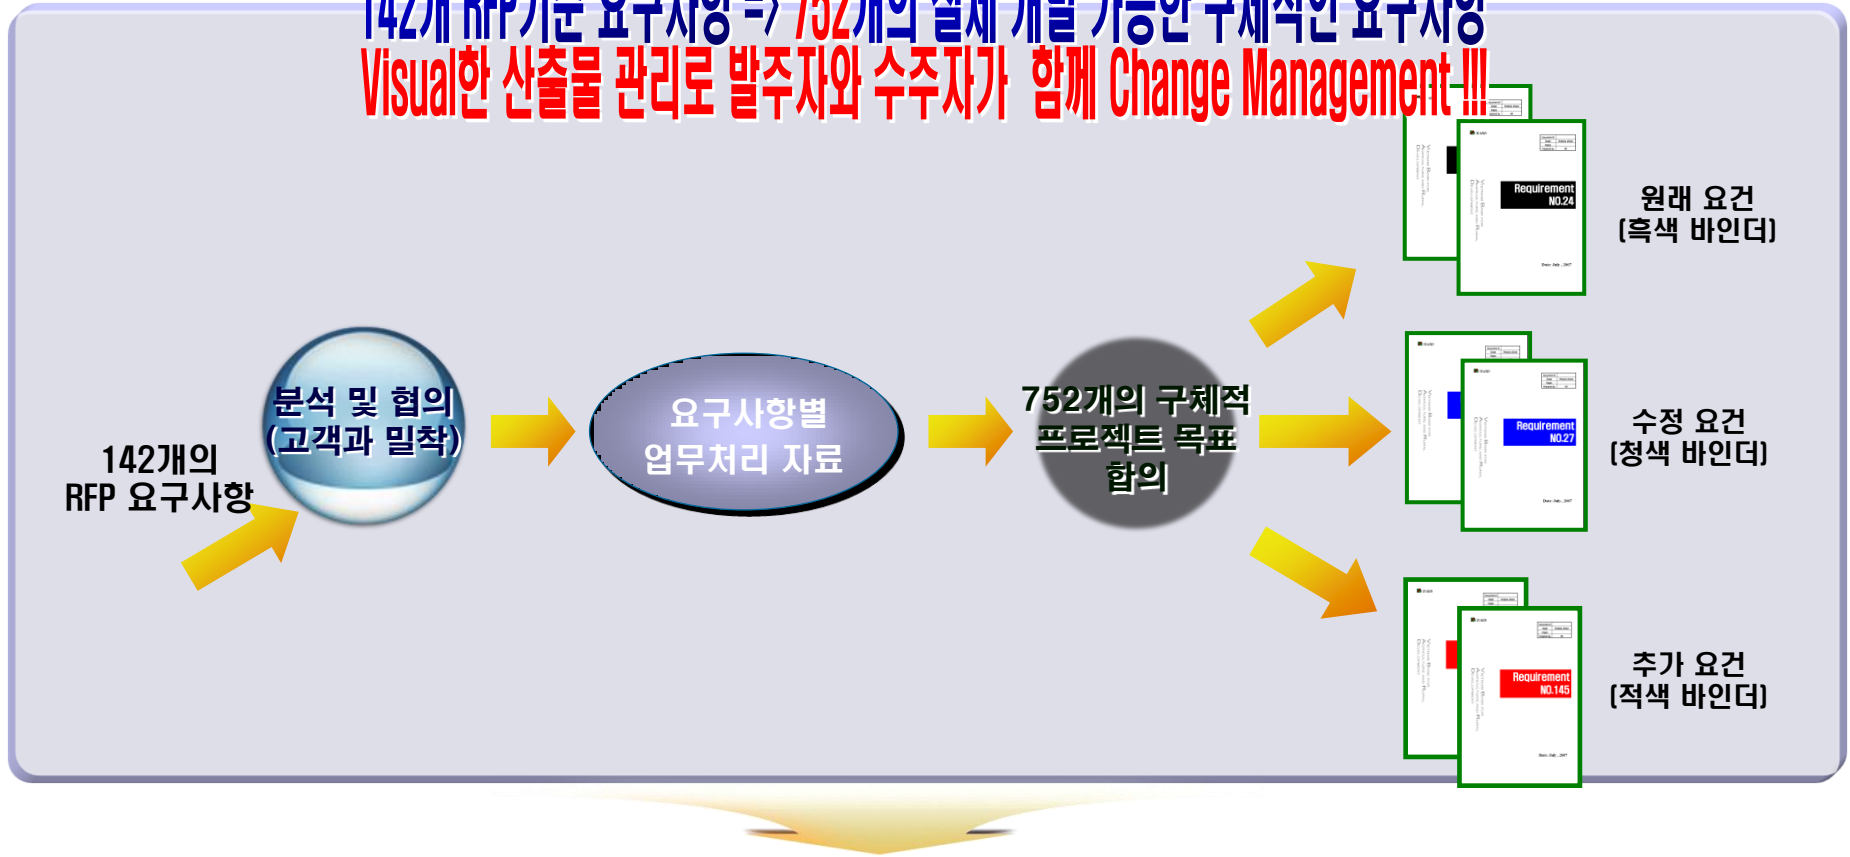 142개 RFP기준 요구사항 => 752개의 실제 개발 가능한 구체적인 요구사항
Visual한 산출물 관리로 발주자와 수주자가 함께 Change Management !!!
142개의
RFP 요구사항
분석 및 협의
(고객과 밀착)
요구사항별
업무처리 자료
752개의 구체적
프로젝트 목표
합의
Requirement
NO.24
원래 요건
(흑색 바인더)
Requirement
NO.27
수정 요건
(청색 바인더)
Requirement
NO.145
추가 요건
(적색 바인더)